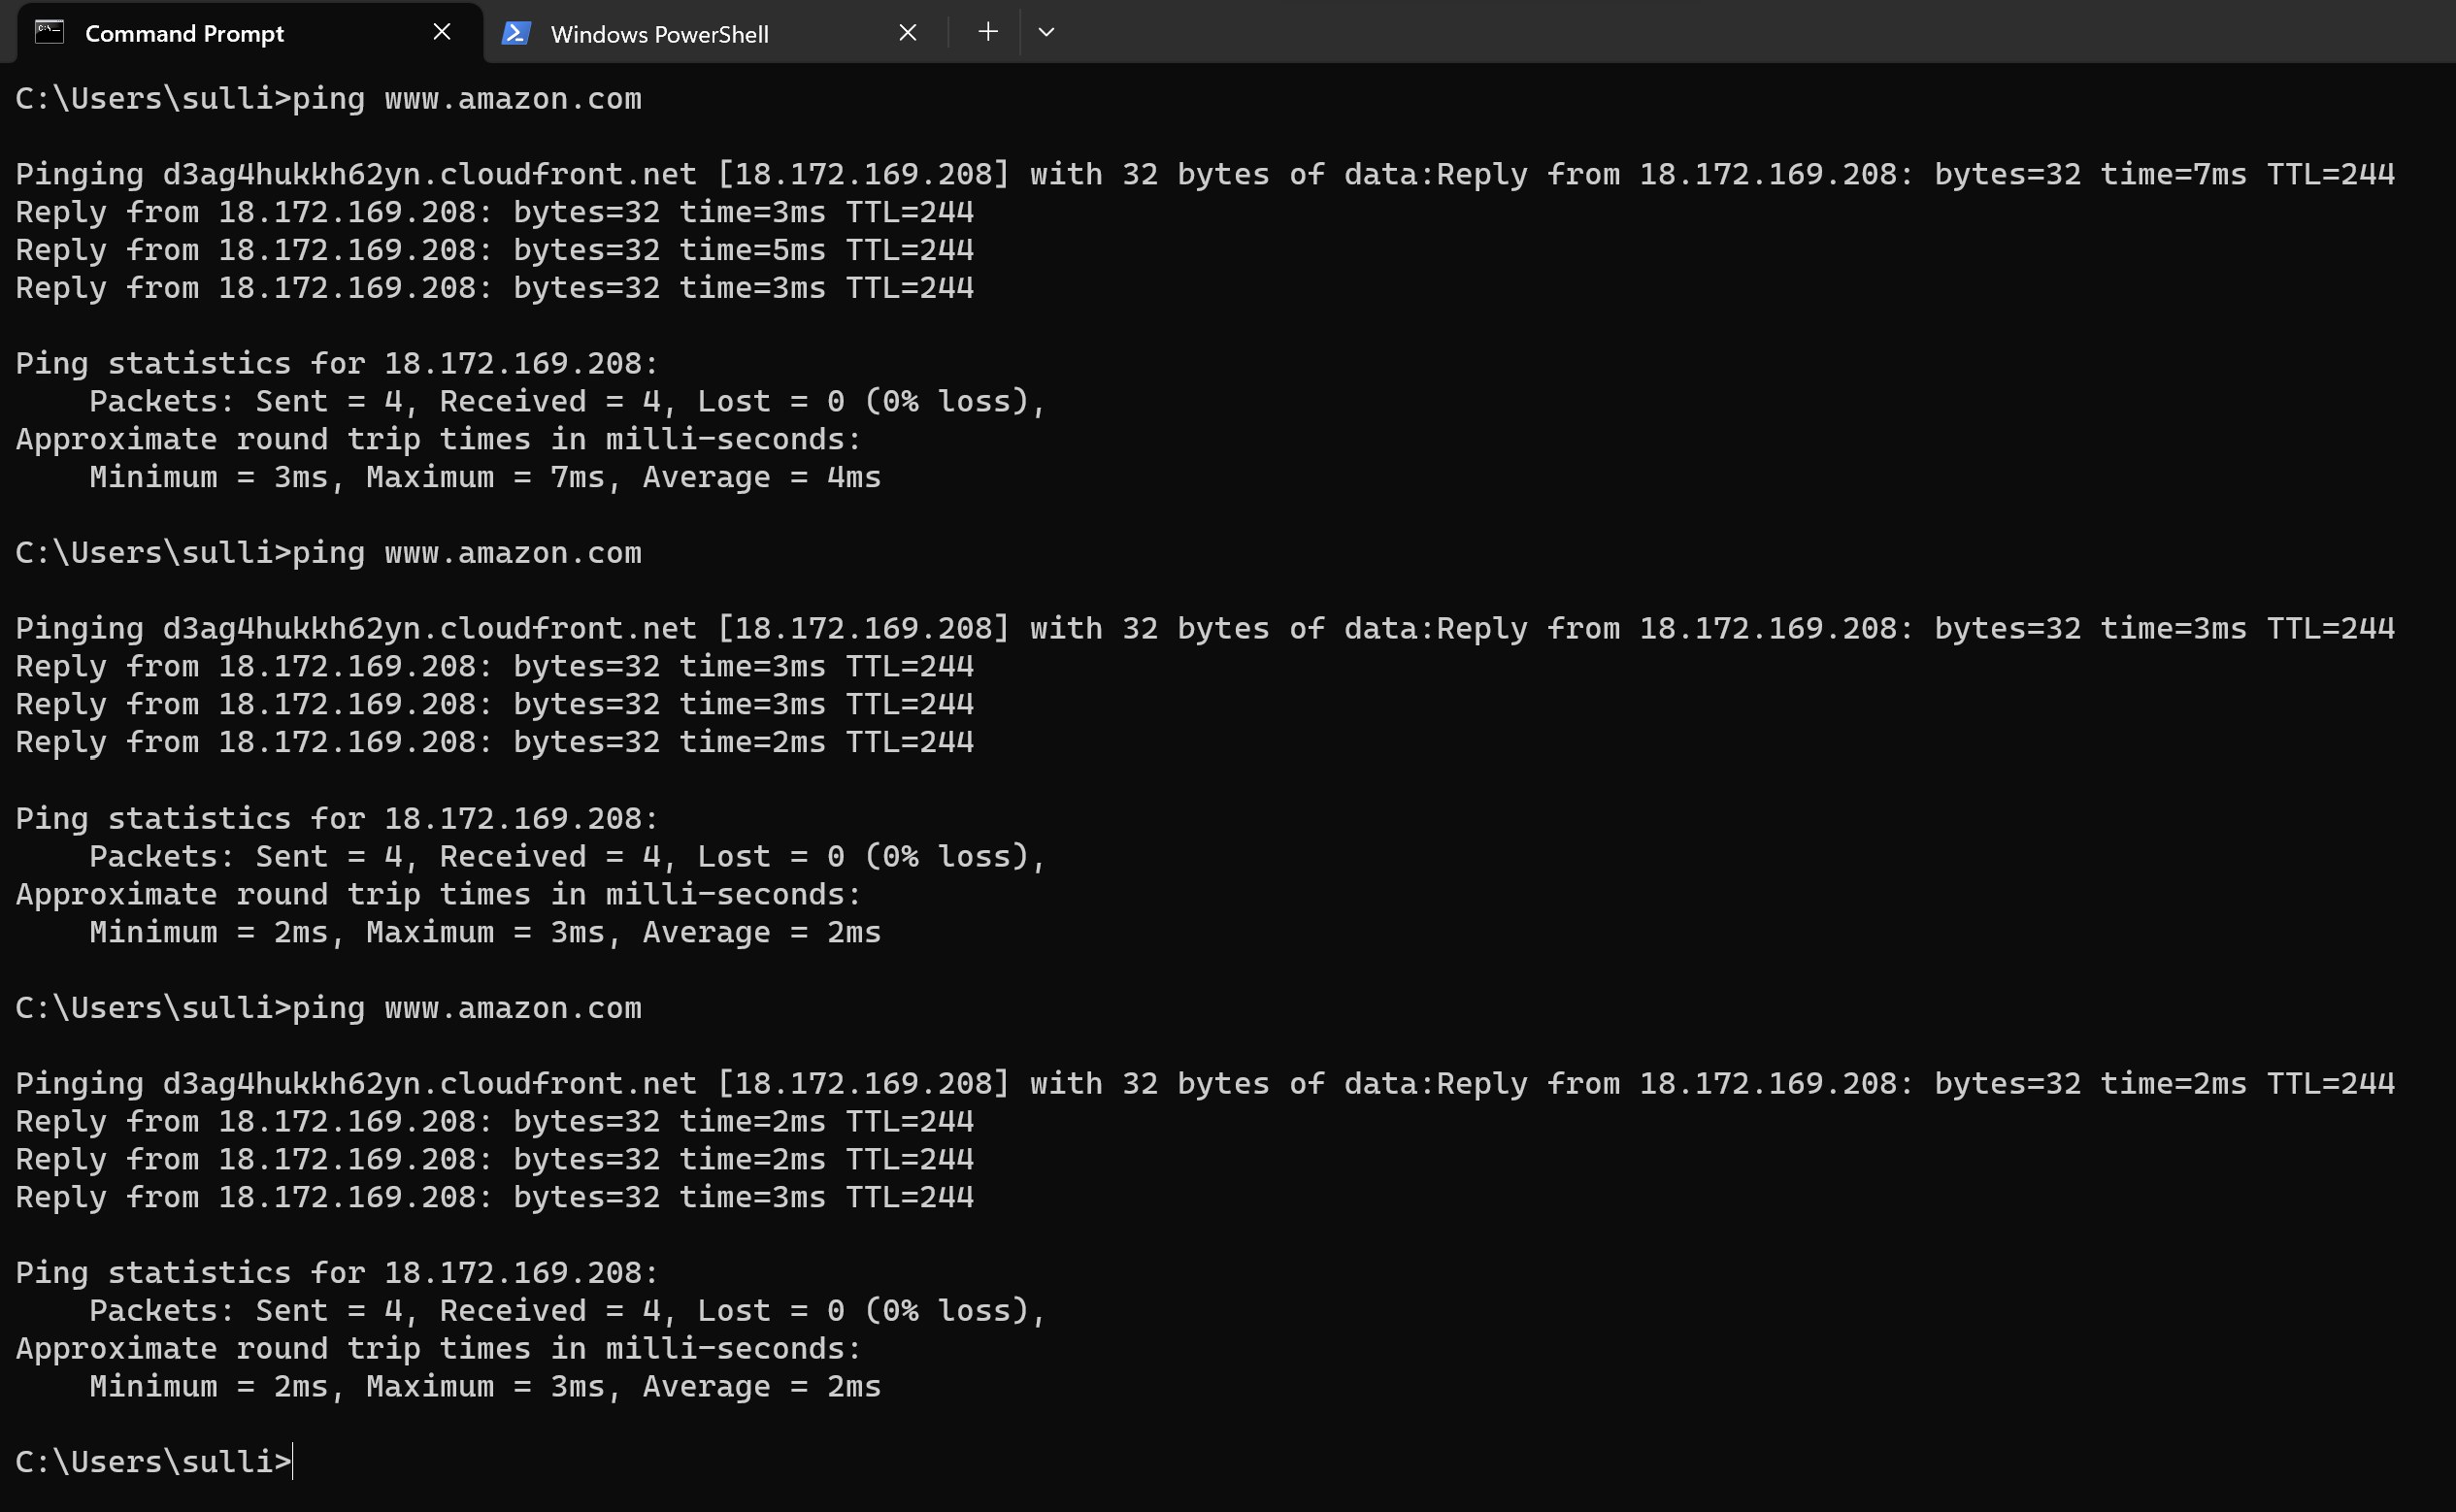 Command Prompt
Windows PowerShell
C:\Users\sulli>ping www.amazon.com
Pinging d3ag4hukkh62yn.cloudfront.net [18.172.169.208] with 32 bytes of data:Reply from 18.172.169.208: bytes=32 time=7ms TTL=244
Reply from 18.172.169.208: bytes=32 time=3ms TTL=244
Reply from 18.172.169.208: bytes=32 time=5ms TTL=244
Reply from 18.172.169.208: bytes=32 time=3ms TTL=244
Ping statistics for 18.172.169.208:
    Packets: Sent = 4, Received = 4, Lost = 0 (0% loss),
Approximate round trip times in milli-seconds:
    Minimum = 3ms, Maximum = 7ms, Average = 4ms
C:\Users\sulli>ping www.amazon.com
Pinging d3ag4hukkh62yn.cloudfront.net [18.172.169.208] with 32 bytes of data:Reply from 18.172.169.208: bytes=32 time=3ms TTL=244
Reply from 18.172.169.208: bytes=32 time=3ms TTL=244
Reply from 18.172.169.208: bytes=32 time=3ms TTL=244
Reply from 18.172.169.208: bytes=32 time=2ms TTL=244
Ping statistics for 18.172.169.208:
    Packets: Sent = 4, Received = 4, Lost = 0 (0% loss),
Approximate round trip times in milli-seconds:
    Minimum = 2ms, Maximum = 3ms, Average = 2ms
C:\Users\sulli>ping www.amazon.com
Pinging d3ag4hukkh62yn.cloudfront.net [18.172.169.208] with 32 bytes of data:Reply from 18.172.169.208: bytes=32 time=2ms TTL=244
Reply from 18.172.169.208: bytes=32 time=2ms TTL=244
Reply from 18.172.169.208: bytes=32 time=2ms TTL=244
Reply from 18.172.169.208: bytes=32 time=3ms TTL=244
Ping statistics for 18.172.169.208:
    Packets: Sent = 4, Received = 4, Lost = 0 (0% loss),
Approximate round trip times in milli-seconds:
    Minimum = 2ms, Maximum = 3ms, Average = 2ms
C:\Users\sulli>